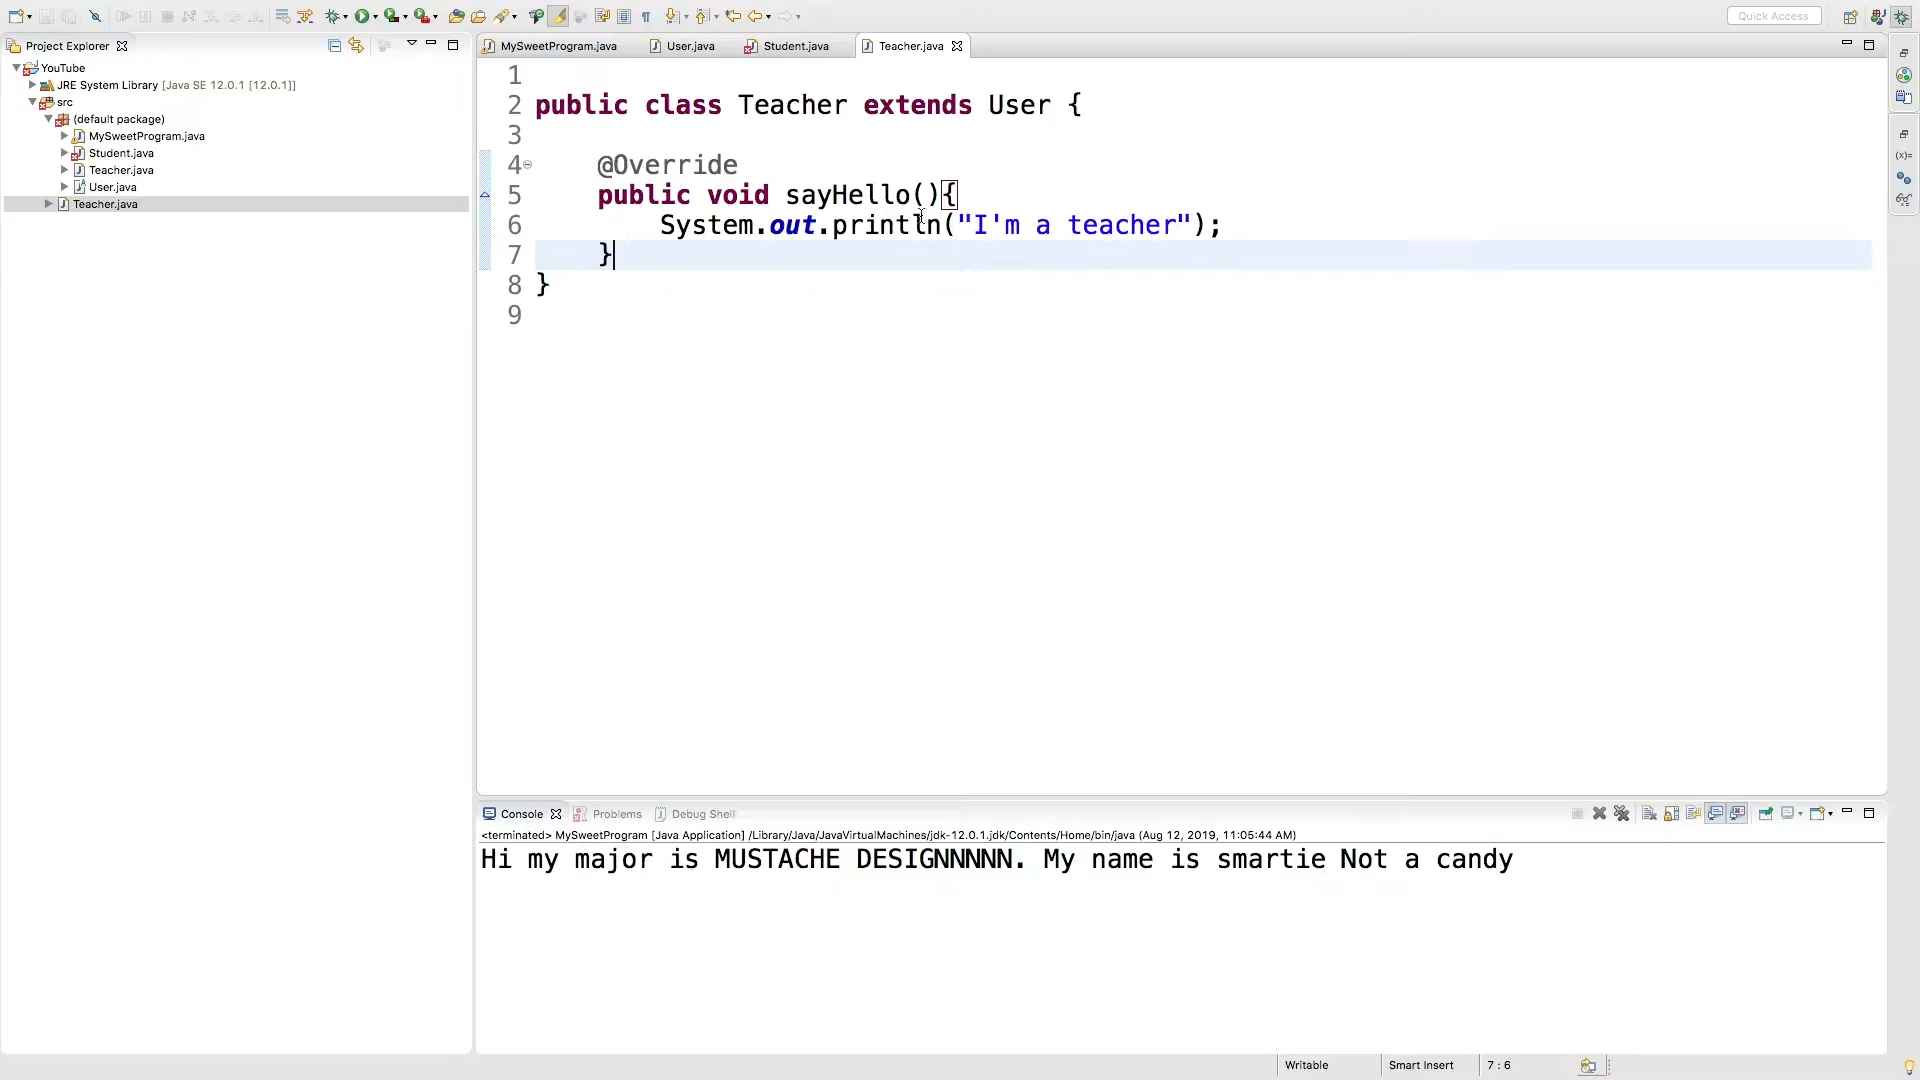 Quick Access
Project Explorer
YouTube
JRE System Library [Java SE 12.0.1 [12.0.1]]
src
(default package)
MySweetProgram.java
Student.java
Teacher.java
User.java
Teacher.java
MySweetProgram.java User.java Student.java Teacher.java
1
2 public class Teacher extends User {
3
4 @Override
5 public void sayHello(){
6 System.out.println("I'm a teacher");
7 }
8 }
9
Console Problems Debug Shell
<terminated> MySweetProgram [Java Application] /Library/Java/JavaVirtualMachines/jdk-12.0.1.jdk/Contents/Home/bin/java (Aug 12, 2019, 11:05:44 AM)
Hi my major is MUSTACHE DESIGNNNNN. My name is smartie Not a candy
Writable Smart Insert 7 : 6